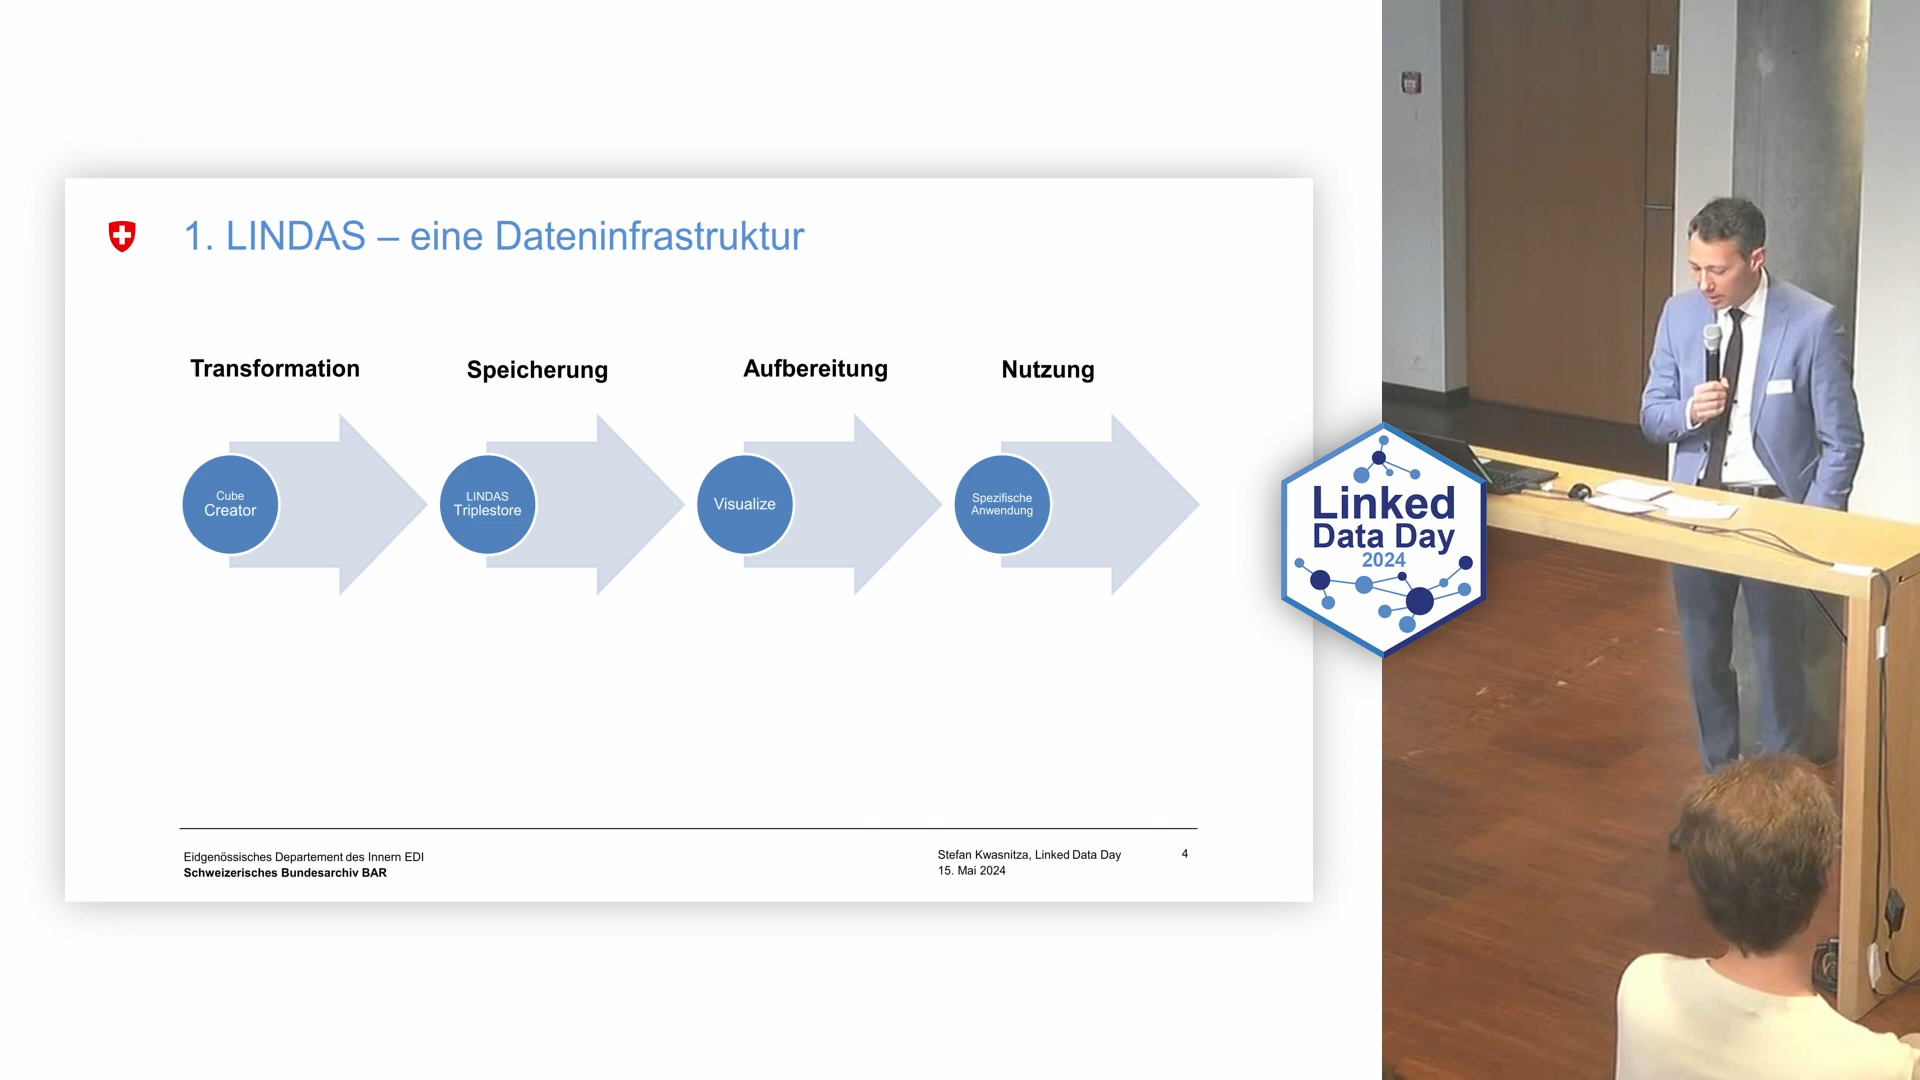 1. LINDAS – eine Dateninfrastruktur
Transformation
Speicherung
Aufbereitung
Nutzung
Cube
Creator
LINDAS
Triplestore
Visualize
Spezifische
Anwendung
Linked
Data Day
2024
Eidgenössisches Departement des Innern EDI
Schweizerisches Bundesarchiv BAR
Stefan Kwasnitza, Linked Data Day
15. Mai 2024
4